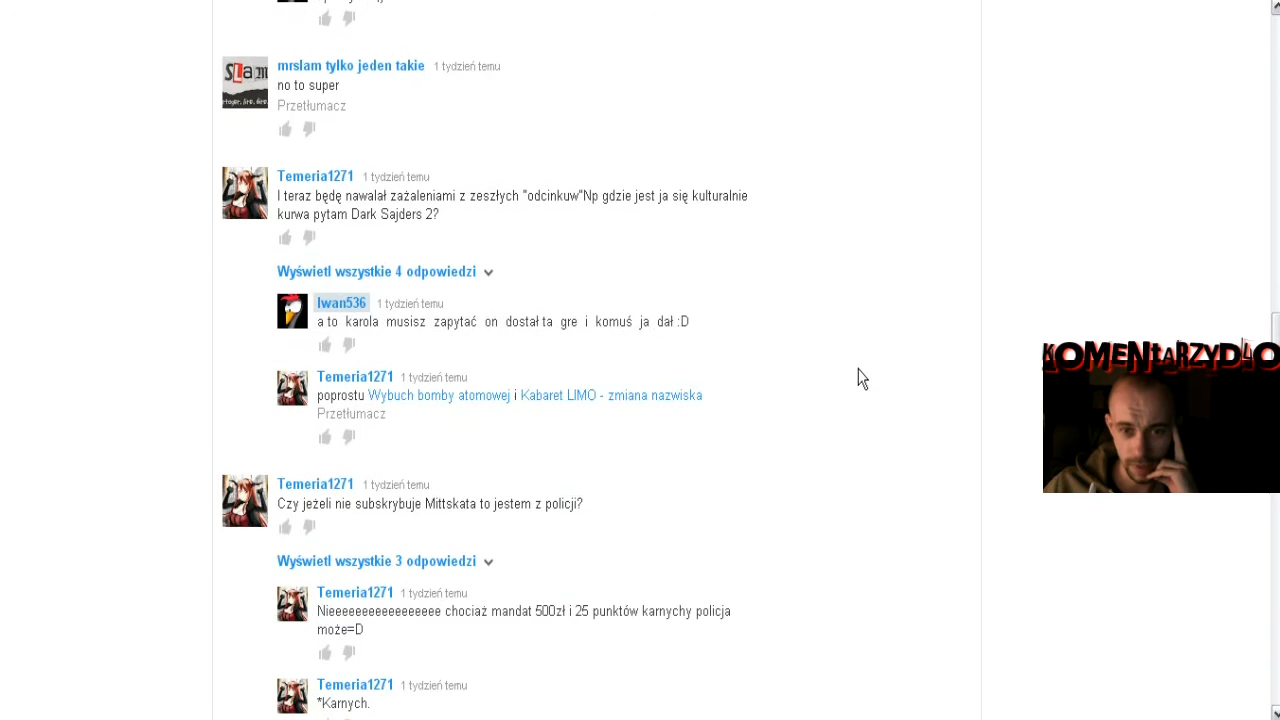 mrslam tylko jeden takie 1 tydzień temu
no to super
Przetłumacz
Temeria1271 1 tydzień temu
I teraz będę nawalał zażaleniami z zeszłych "odcinkuw"Np gdzie jest ja się kulturalnie
kurwa pytam Dark Sajders 2?
Wyświetl wszystkie 4 odpowiedzi
Iwan536 1 tydzień temu
a to karola musisz zapytać on dostał ta gre i komuś ja dał :D
Temeria1271 1 tydzień temu
poprostu Wybuch bomby atomowej i Kabaret LIMO - zmiana nazwiska
Przetłumacz
KOMENTARZYDŁO
Temeria1271 1 tydzień temu
Czy jeżeli nie subskrybuje Mittskata to jestem z policji?
Wyświetl wszystkie 3 odpowiedzi
Temeria1271 1 tydzień temu
Nieeeeeeeeeeeeeeeee chociaż mandat 500zł i 25 punktów karnychy policja
może=D
Temeria1271 1 tydzień temu
*Karnych.